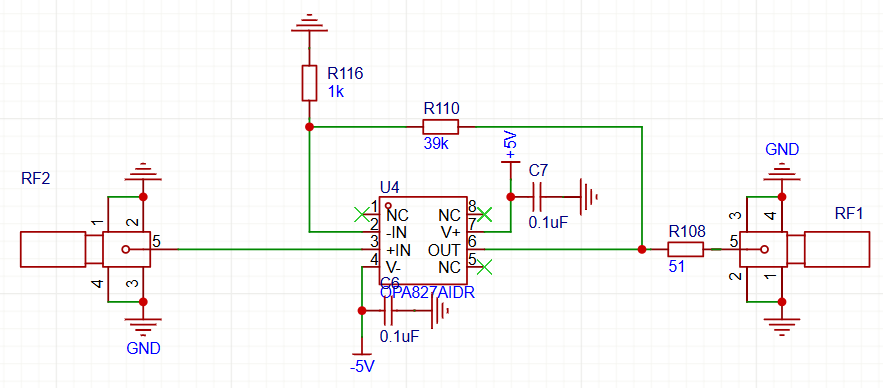 R116
1k
R110
39k
+5V
C7
0.1uF
GND
RF2
U4
1
NC
2
-IN
3
+IN
4
V-
8
NC
7
V+
6
OUT
5
NC
C6
OPA827AIDR
0.1uF
-5V
1
2
5
4
3
GND
R108
51
RF1
3
4
5
2
1